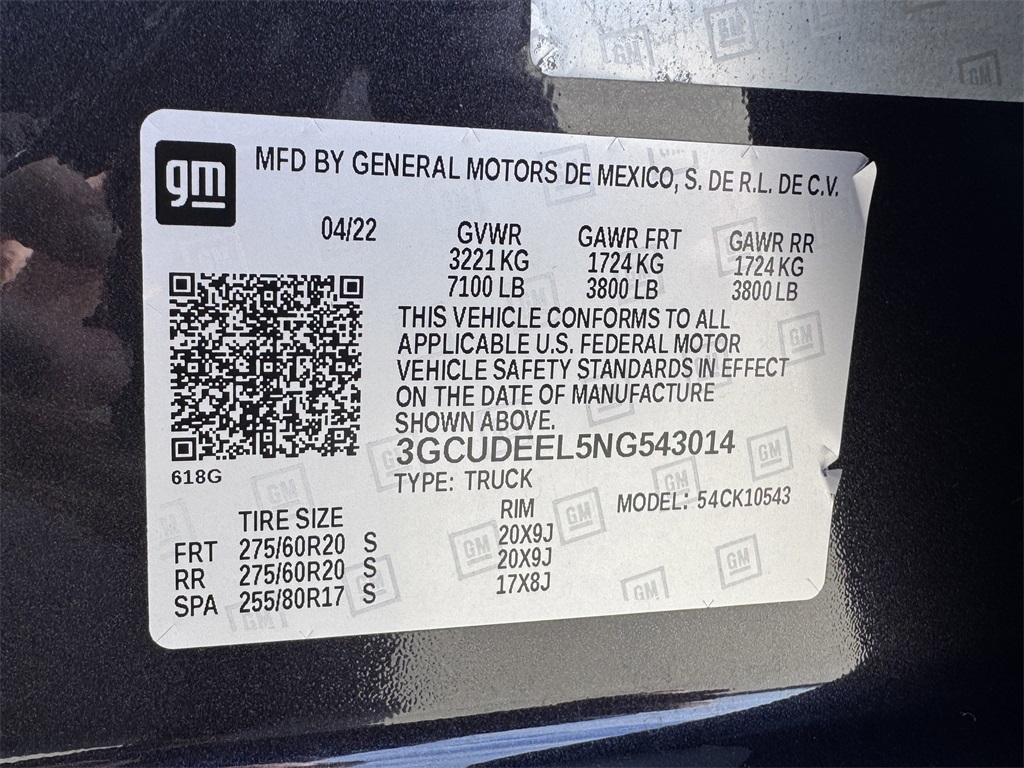 gm
MFD BY GENERAL MOTORS DE MEXICO, S. DE R.L. DE C.V.
04/22 GVWR GAWR FRT GAWR RR
3221 KG 1724 KG 1724 KG
7100 LB 3800 LB 3800 LB
THIS VEHICLE CONFORMS TO ALL
APPLICABLE U.S. FEDERAL MOTOR
VEHICLE SAFETY STANDARDS IN EFFECT
ON THE DATE OF MANUFACTURE
SHOWN ABOVE.
3GCUDEEL5NG543014
618G
TYPE: TRUCK
MODEL: 54CK10543
TIRE SIZE RIM
FRT 275/60R20 S 20X9J
RR 275/60R20 S 20X9J
SPA 255/80R17 S 17X8J